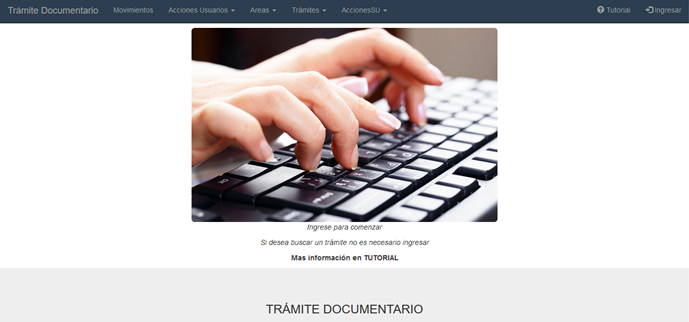 Trámite Documentario Movimientos Acciones Usuarios Areas Trámites AccionesSU Tutorial Ingresar
Ingrese para comenzar
Si desea buscar un trámite no es necesario ingresar
Mas información en TUTORIAL
TRÁMITE DOCUMENTARIO